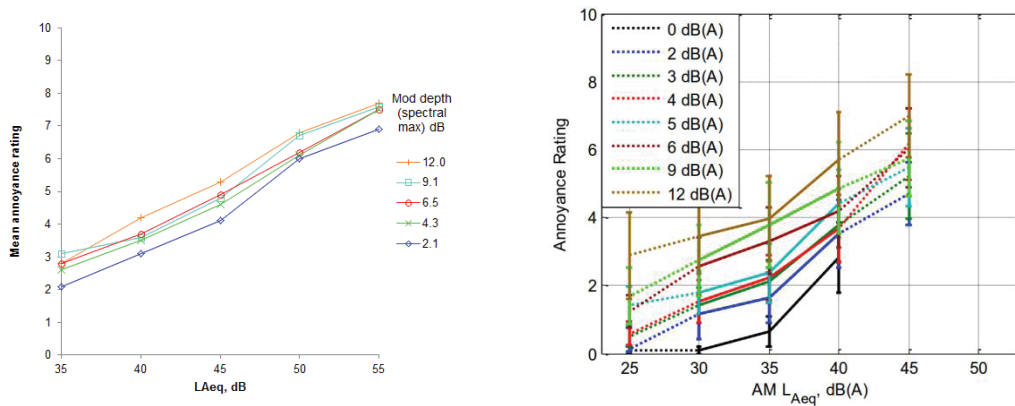 Mean annoyance rating
10
9
8
7
6
5
4
3
2
1
0
35
40
45
50
55
LAeq, dB
Mod depth
(spectral
max) dB
12.0
9.1
6.5
4.3
2.1
Annoyance Rating
10
8
6
4
2
0
0 dB(A)
2 dB(A)
3 dB(A)
4 dB(A)
5 dB(A)
6 dB(A)
9 dB(A)
12 dB(A)
25
30
35
40
45
50
AM LAeq, dB(A)